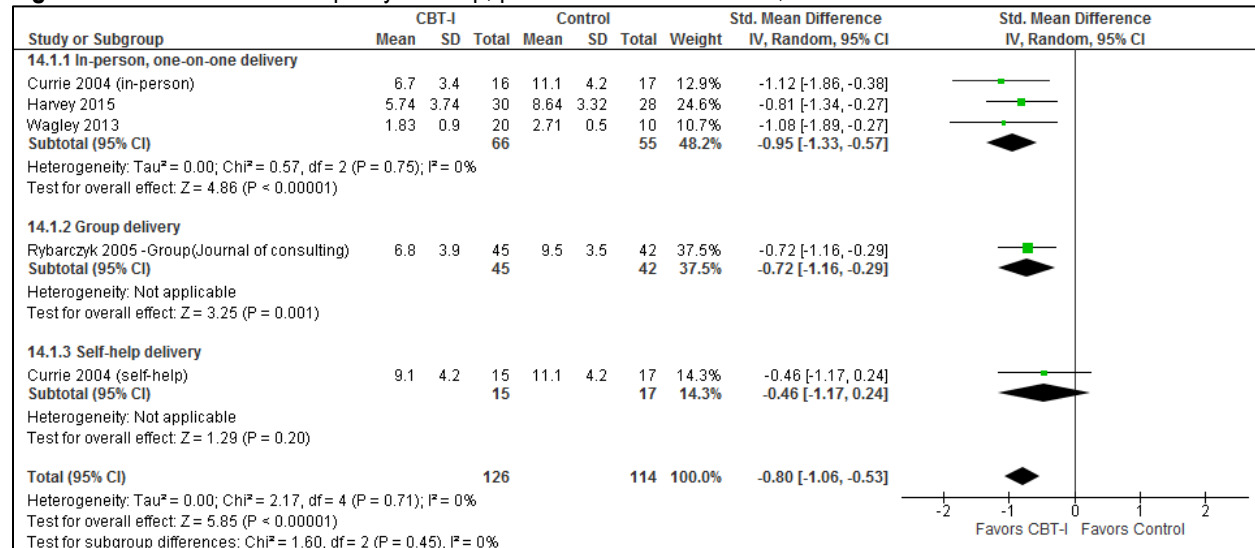 CBT-I Control Std. Mean Difference Std. Mean Difference
Study or Subgroup Mean SD Total Mean SD Total Weight IV, Random, 95% CI IV, Random, 95% CI
14.1.1 In-person, one-on-one delivery
Currie 2004 (in-person) 6.7 3.4 16 11.1 4.2 17 12.9% -1.12 [-1.86, -0.38]
Harvey 2015 5.74 3.74 30 8.64 3.32 28 24.6% -0.81 [-1.34, -0.27]
Wagley 2013 1.83 0.9 20 2.71 0.5 10 10.7% -1.08 [-1.89, -0.27]
Subtotal (95% CI) 66 55 48.2% -0.95 [-1.33, -0.57]
Heterogeneity: Tau² = 0.00; Chi² = 0.57, df = 2 (P = 0.75); I² = 0%
Test for overall effect: Z = 4.86 (P < 0.00001)
14.1.2 Group delivery
Rybarczyk 2005 -Group(Journal of consulting) 6.8 3.9 45 9.5 3.5 42 37.5% -0.72 [-1.16, -0.29]
Subtotal (95% CI) 45 42 37.5% -0.72 [-1.16, -0.29]
Heterogeneity: Not applicable
Test for overall effect: Z = 3.25 (P = 0.001)
14.1.3 Self-help delivery
Currie 2004 (self-help) 9.1 4.2 15 11.1 4.2 17 14.3% -0.46 [-1.17, 0.24]
Subtotal (95% CI) 15 17 14.3% -0.46 [-1.17, 0.24]
Heterogeneity: Not applicable
Test for overall effect: Z = 1.29 (P = 0.20)
Total (95% CI) 126 114 100.0% -0.80 [-1.06, -0.53]
Heterogeneity: Tau² = 0.00; Chi² = 2.17, df = 4 (P = 0.71); I² = 0%
Test for overall effect: Z = 5.85 (P < 0.00001)
Test for subgroup differences: Chi² = 1.60, df = 2 (P = 0.45), I² = 0%
-2 -1 0 1 2
Favors CBT-I Favors Control